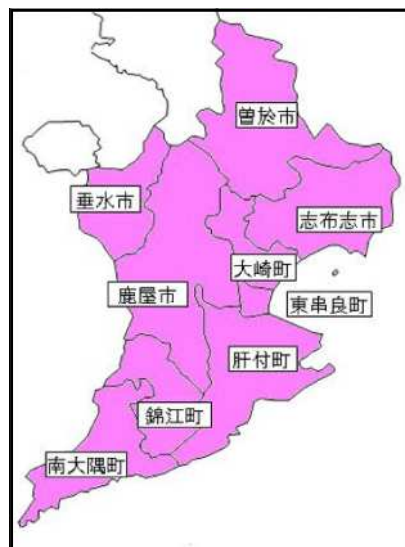 曽於市
垂水市
志布志市
大崎町
鹿屋市
東串良町
肝付町
錦江町
南大隅町